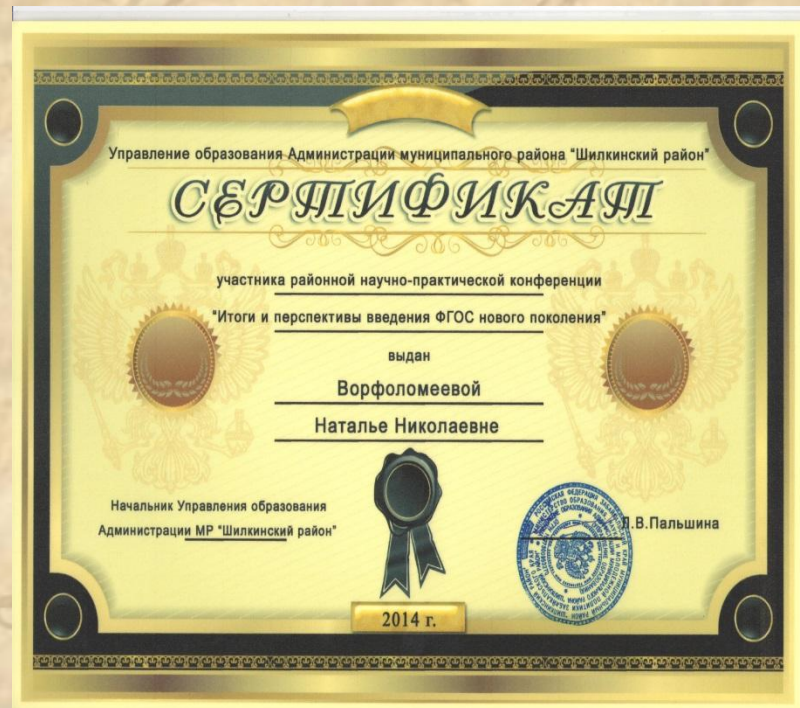 Управление образования Администраций муниципального района "Шилкинский район"
СЕРТИФИКАТ
участника районной научно-практической конференции
"Итоги и перспективы введения ФГОС нового поколения"
выдан
Ворфоломеевой
Наталье Николаевне
Начальник Управления образования
Администрации МР "Шилкинский район"
Л.В.Пальшина
2014 г.